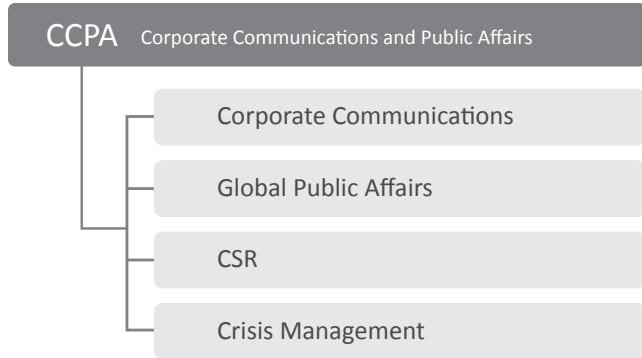 CCPA Corporate Communications and Public Affairs
Corporate Communications
Global Public Affairs
CSR
Crisis Management